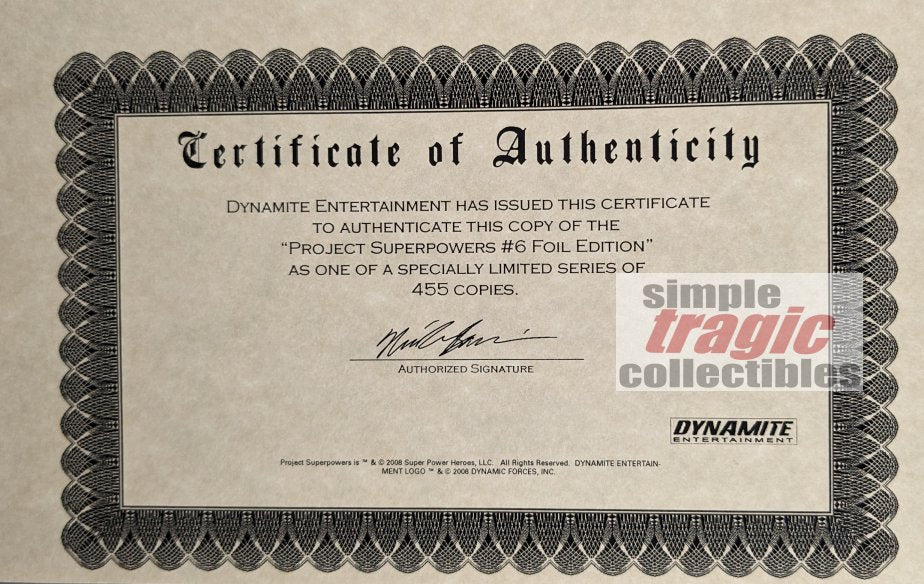 Certificate of Authenticity
Dynamite Entertainment has issued this certificate
to authenticate this copy of the
“Project Superpowers #6 Foil Edition”
as one of a specially limited series of
455 copies.
simple
tragic
collectibles
Authorized Signature
DYNAMITE
ENTERTAINMENT
Project Superpowers is ™ & © 2008 Super Power Heroes, LLC. All Rights Reserved. DYNAMITE ENTERTAIN-
MENT LOGO ™ & © 2008 DYNAMIC FORCES, INC.